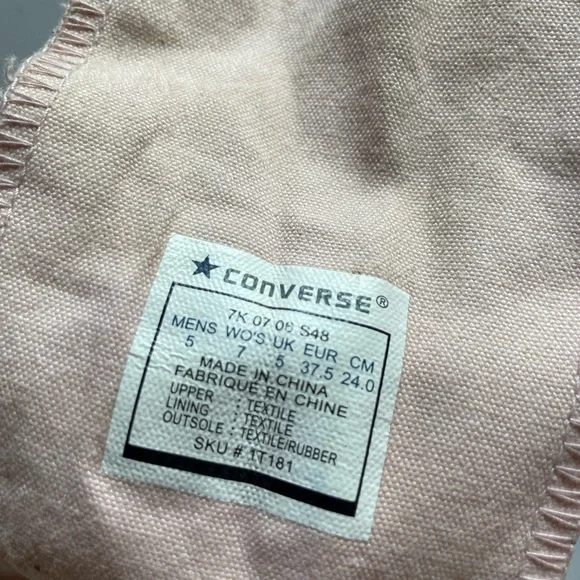 ★ CONVERSE®
7K 07 06 S48
MENS WO'S UK EUR CM
5 7 5 37.5 24.0
MADE IN CHINA
FABRIQUE EN CHINE
UPPER : TEXTILE
LINING : TEXTILE
OUTSOLE : TEXTILE/RUBBER
SKU # 1T181